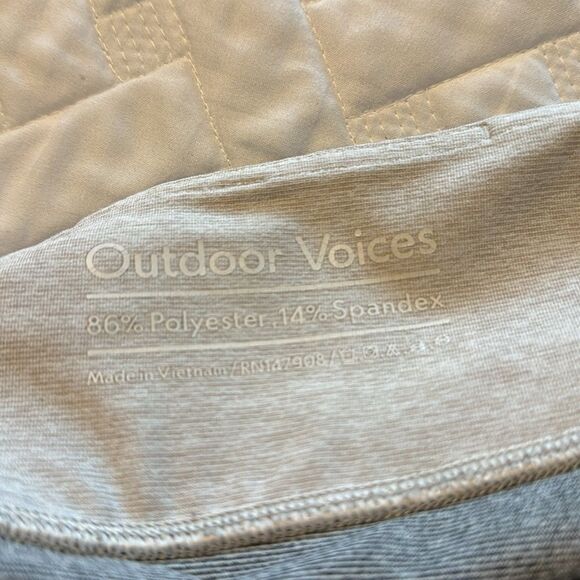 Outdoor Voices
86% Polyester, 14% Spandex
Made in Vietnam / RN147908 /